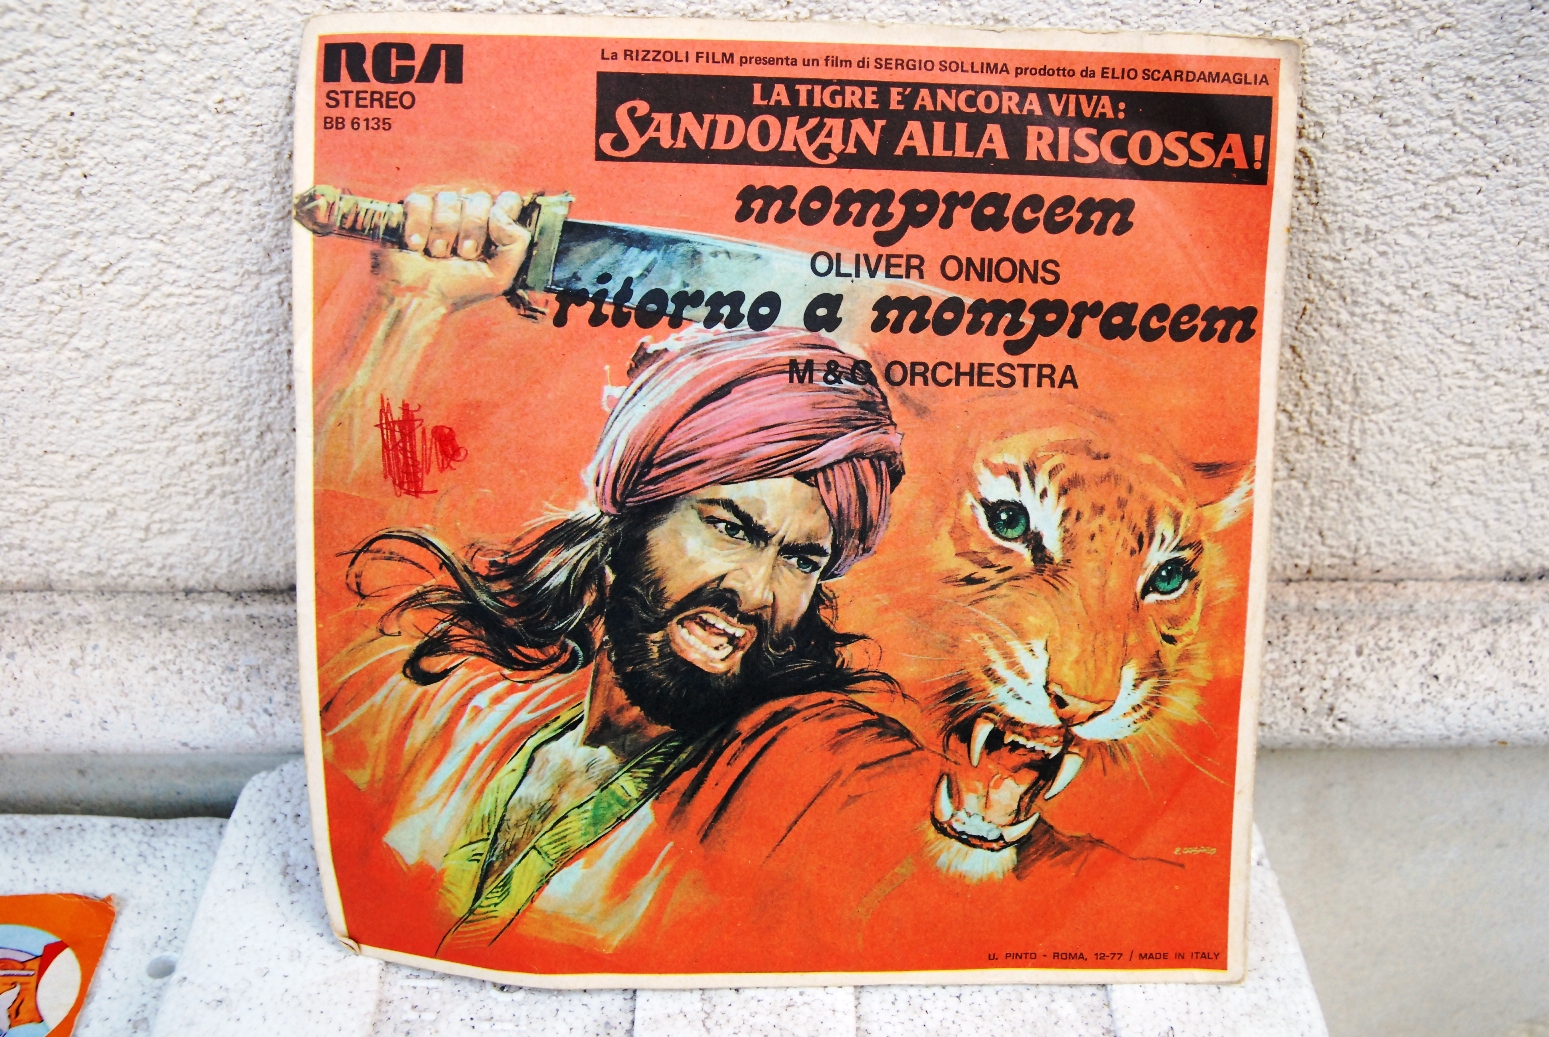 RCA
STEREO
BB 6135
La RIZZOLI FILM presenta un film di SERGIO SOLLIMA prodotto da ELIO SCARDAMAGLIA
LA TIGRE E' ANCORA VIVA:
SANDOKAN ALLA RISCOSSA!
mompracem
OLIVER ONIONS
ritorno a mompracem
M & G ORCHESTRA
U. PINTO - ROMA, 12-77 / MADE IN ITALY